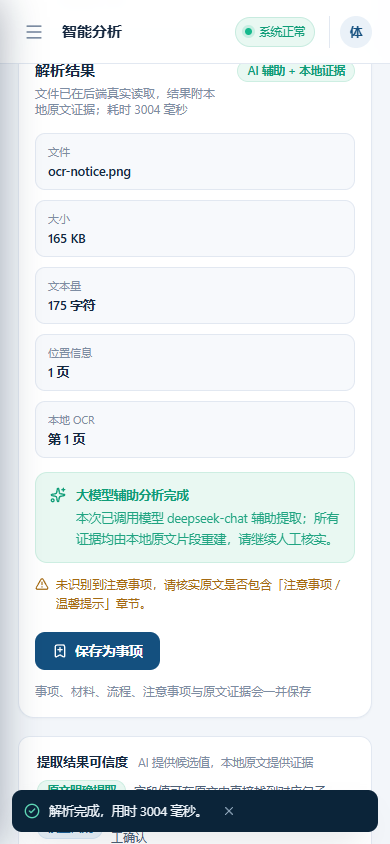 智能分析
系统正常
体
解析结果
AI 辅助 + 本地证据
文件已在后端真实读取，结果附本
地原文证据；耗时 3004 毫秒
文件
ocr-notice.png
大小
165 KB
文本量
175 字符
位置信息
1 页
本地 OCR
第 1 页
大模型辅助分析完成
本次已调用模型 deepseek-chat 辅助提取；所有
证据均由本地原文片段重建，请继续人工核实。
未识别到注意事项，请核实原文是否包含「注意事项 /
温馨提示」章节。
保存为事项
事项、材料、流程、注意事项与原文证据会一并保存
提取结果可信度 AI 提供候选值，本地原文提供证据
解析完成，用时 3004 毫秒。
工确认